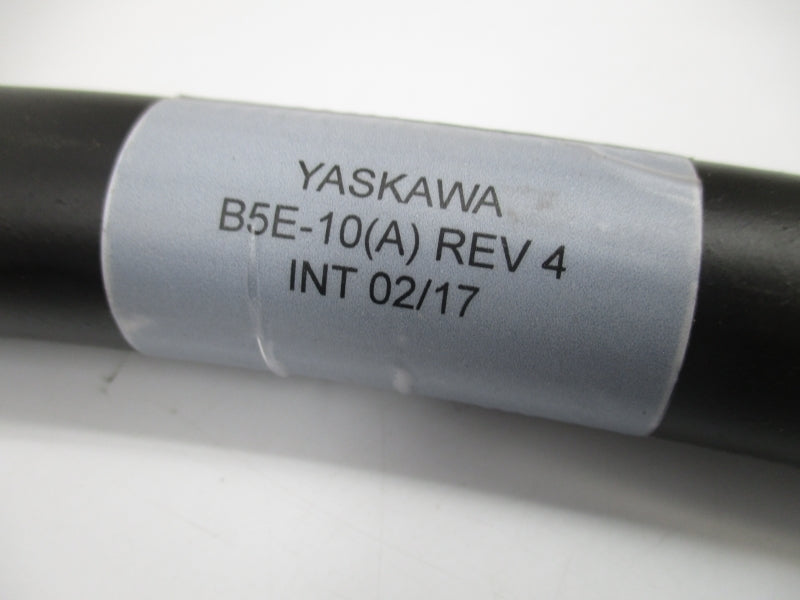 YASKAWA
B5E-10(A) REV 4
INT 02/17